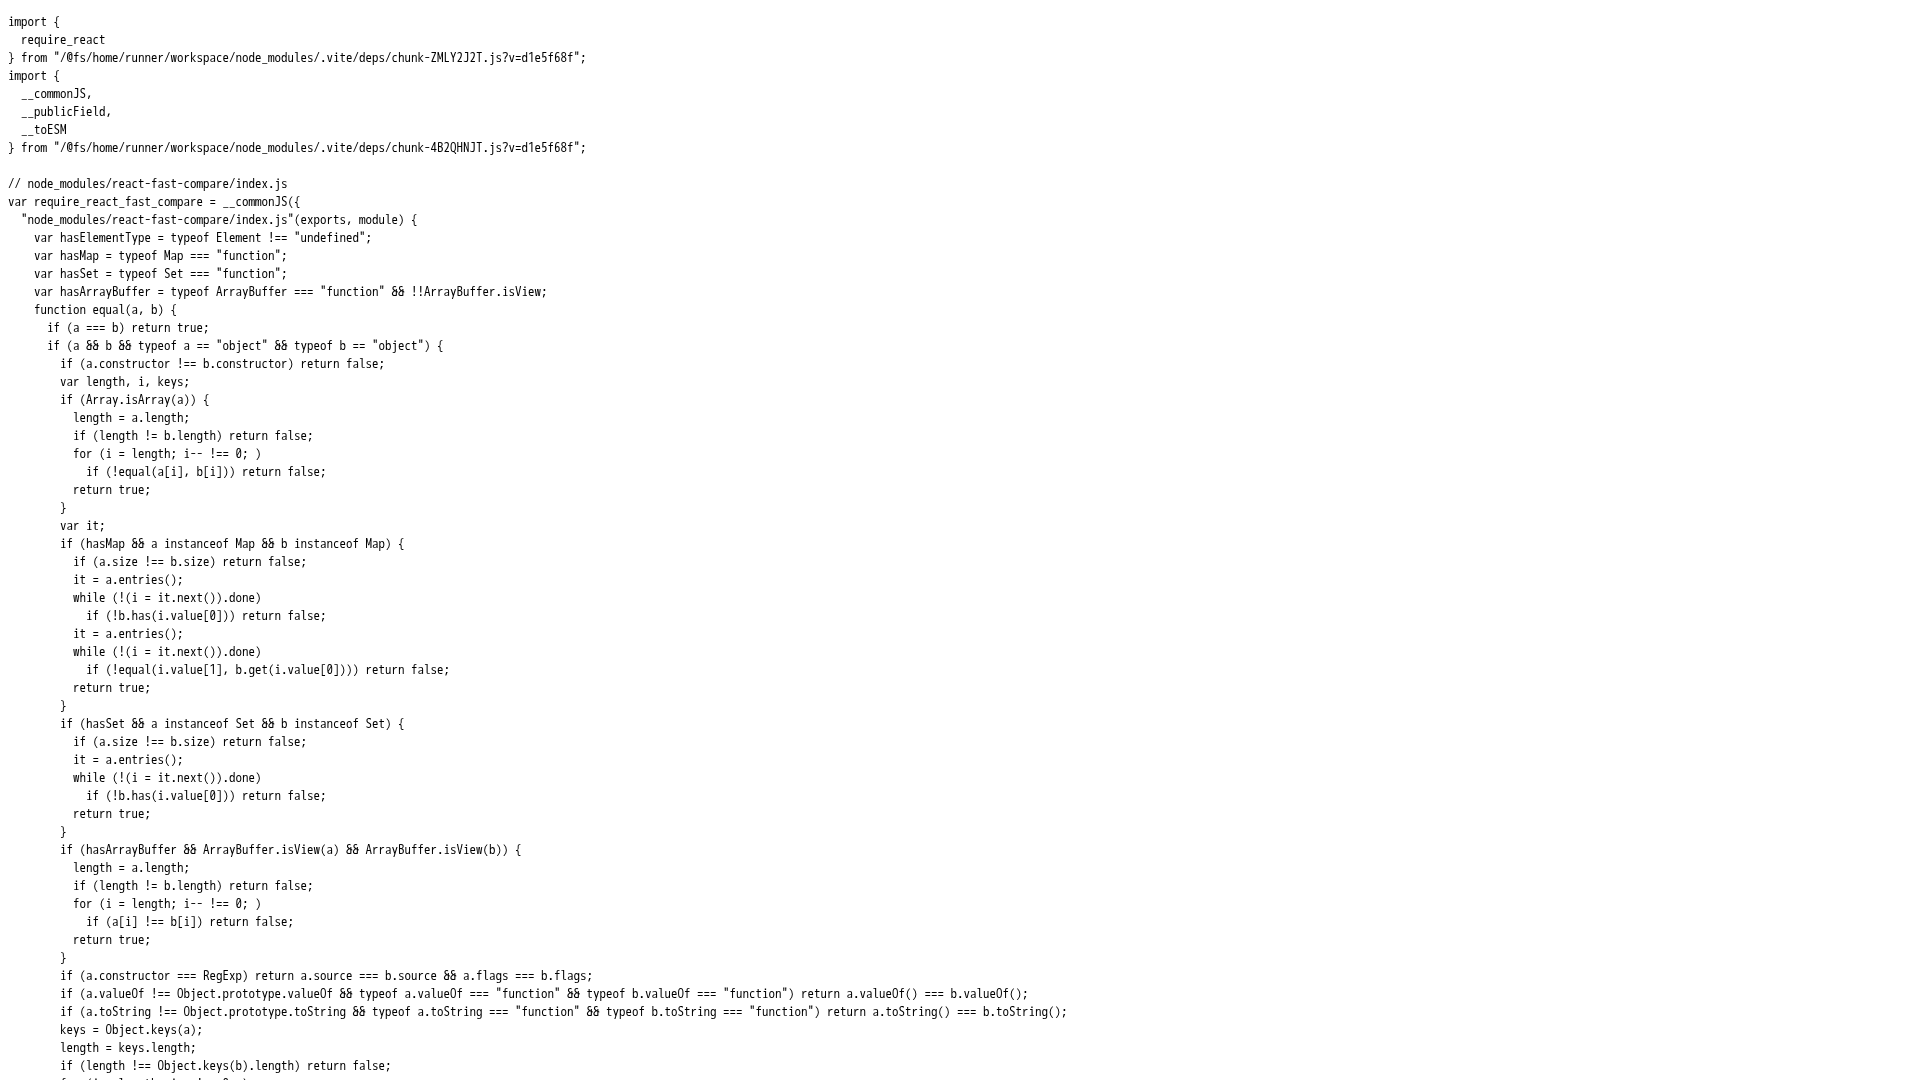 import {
  require_react
} from "/@fs/home/runner/workspace/node_modules/.vite/deps/chunk-ZMLY2J2T.js?v=d1e5f68f";
import {
  __commonJS,
  __publicField,
  __toESM
} from "/@fs/home/runner/workspace/node_modules/.vite/deps/chunk-4B2QHNJT.js?v=d1e5f68f";

// node_modules/react-fast-compare/index.js
var require_react_fast_compare = __commonJS({
  "node_modules/react-fast-compare/index.js"(exports, module) {
    var hasElementType = typeof Element !== "undefined";
    var hasMap = typeof Map === "function";
    var hasSet = typeof Set === "function";
    var hasArrayBuffer = typeof ArrayBuffer === "function" && !!ArrayBuffer.isView;
    function equal(a, b) {
      if (a === b) return true;
      if (a && b && typeof a == "object" && typeof b == "object") {
        if (a.constructor !== b.constructor) return false;
        var length, i, keys;
        if (Array.isArray(a)) {
          length = a.length;
          if (length != b.length) return false;
          for (i = length; i-- !== 0; )
            if (!equal(a[i], b[i])) return false;
          return true;
        }
        var it;
        if (hasMap && a instanceof Map && b instanceof Map) {
          if (a.size !== b.size) return false;
          it = a.entries();
          while (!(i = it.next()).done)
            if (!b.has(i.value[0])) return false;
          it = a.entries();
          while (!(i = it.next()).done)
            if (!equal(i.value[1], b.get(i.value[0]))) return false;
          return true;
        }
        if (hasSet && a instanceof Set && b instanceof Set) {
          if (a.size !== b.size) return false;
          it = a.entries();
          while (!(i = it.next()).done)
            if (!b.has(i.value[0])) return false;
          return true;
        }
        if (hasArrayBuffer && ArrayBuffer.isView(a) && ArrayBuffer.isView(b)) {
          length = a.length;
          if (length != b.length) return false;
          for (i = length; i-- !== 0; )
            if (a[i] !== b[i]) return false;
          return true;
        }
        if (a.constructor === RegExp) return a.source === b.source && a.flags === b.flags;
        if (a.valueOf !== Object.prototype.valueOf && typeof a.valueOf === "function" && typeof b.valueOf === "function") return a.valueOf() === b.valueOf();
        if (a.toString !== Object.prototype.toString && typeof a.toString === "function" && typeof b.toString === "function") return a.toString() === b.toString();
        keys = Object.keys(a);
        length = keys.length;
        if (length !== Object.keys(b).length) return false;